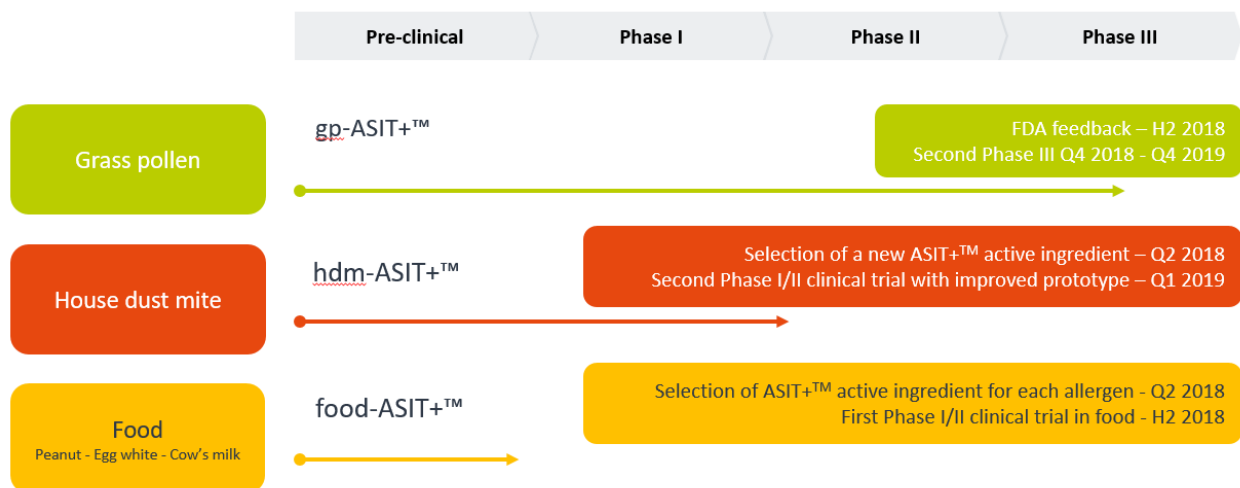 Pre-clinical
Phase I
Phase II
Phase III
Grass pollen
gp-ASIT+™
FDA feedback – H2 2018
Second Phase III Q4 2018 - Q4 2019
House dust mite
hdm-ASIT+™
Selection of a new ASIT+™ active ingredient – Q2 2018
Second Phase I/II clinical trial with improved prototype – Q1 2019
Food
Peanut - Egg white - Cow's milk
food-ASIT+™
Selection of ASIT+™ active ingredient for each allergen - Q2 2018
First Phase I/II clinical trial in food - H2 2018